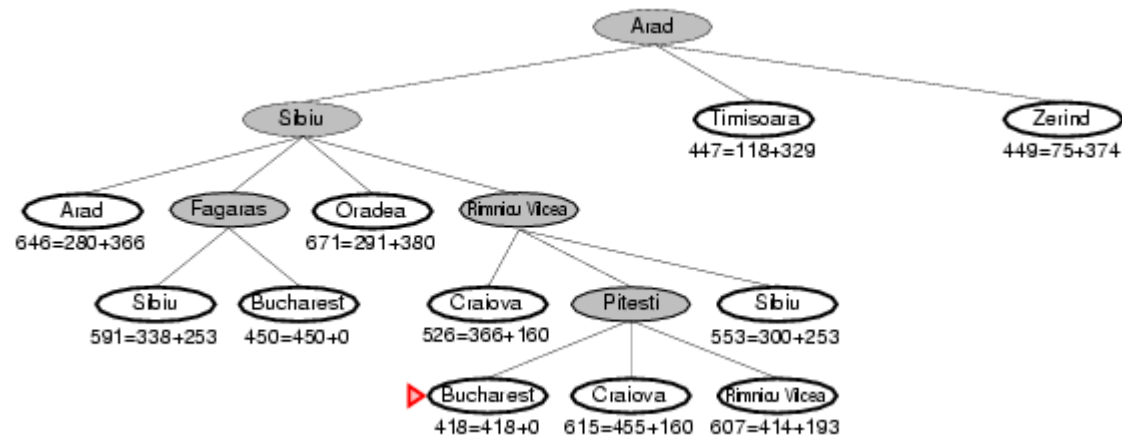 Arad
Sibiu
Timisoara
Zerind
447=118+329
449=75+374
Arad
Fagaras
Oradea
Rimnicu Vilcea
646=280+366
671=291+380
Sibiu
Bucharest
Craiova
Pitesti
Sibiu
591=338+253
450=450+0
526=366+160
553=300+253
Bucharest
Craiova
Rimnicu Vilcea
418=418+0
615=455+160
607=414+193